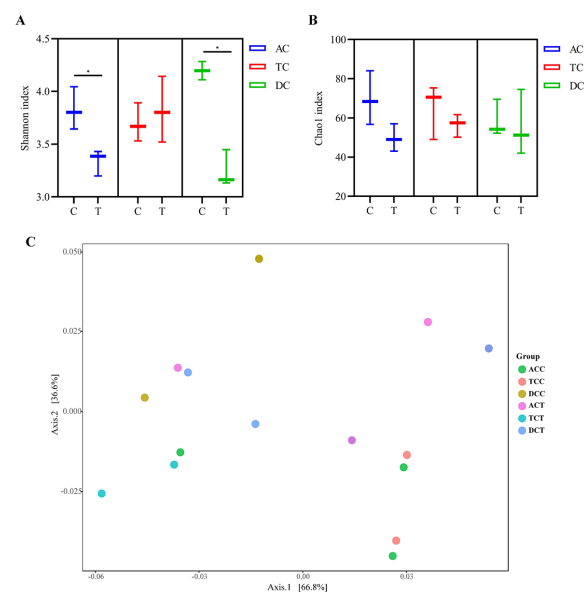 A
B
4.5
4.0
3.5
3.0
Shannon index
*
*
C T C T C T
AC
TC
DC
100
80
60
40
20
Chao1 index
C T C T C T
AC
TC
DC
C
0.050
0.025
0.000
-0.025
Axis.2 [36.6%]
-0.06 -0.03 0.00 0.03
Axis.1 [66.8%]
Group
ACC
TCC
DCC
ACT
TCT
DCT